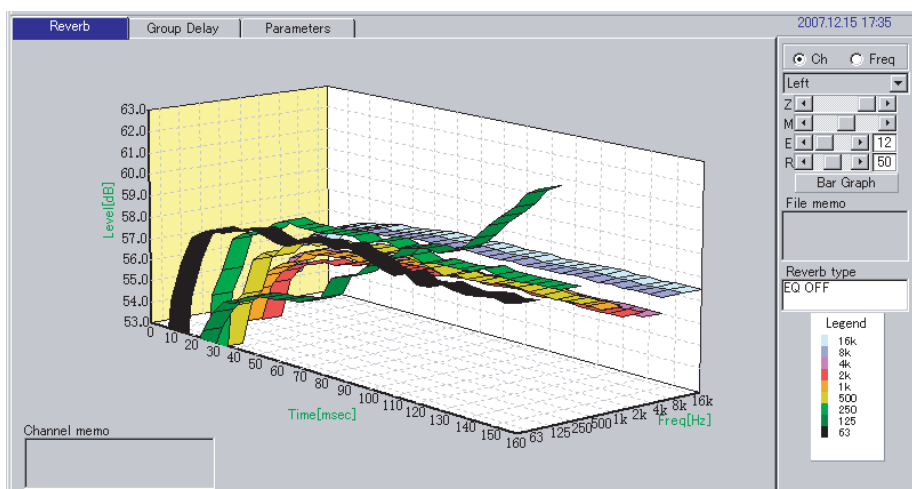 Reverb Group Delay Parameters
2007.12.15 17:35
Ch Freq
Left
Z
M
E 12
R 50
Bar Graph
File memo
Reverb type
EQ OFF
Legend
16k
8k
4k
2k
1k
500
250
125
63
Level[dB]
63.0
62.0
61.0
60.0
59.0
58.0
57.0
56.0
55.0
54.0
53.0
0 10 20 30 40 50 60 70 80 90 100 110 120 130 140 150 160
Time[msec]
63 125 250 500 1k 2k 4k 8k 16k
Freq[Hz]
Channel memo